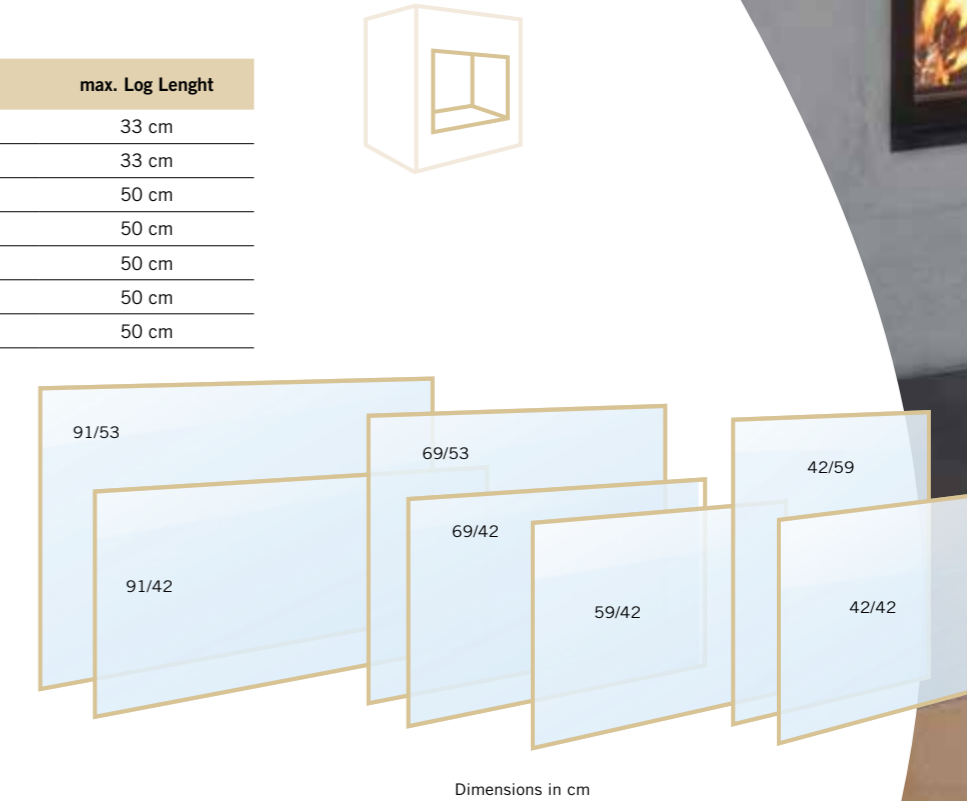 max. Log Lenght
33 cm
33 cm
50 cm
50 cm
50 cm
50 cm
50 cm
91/53
69/53
42/59
69/42
91/42
59/42
42/42
Dimensions in cm